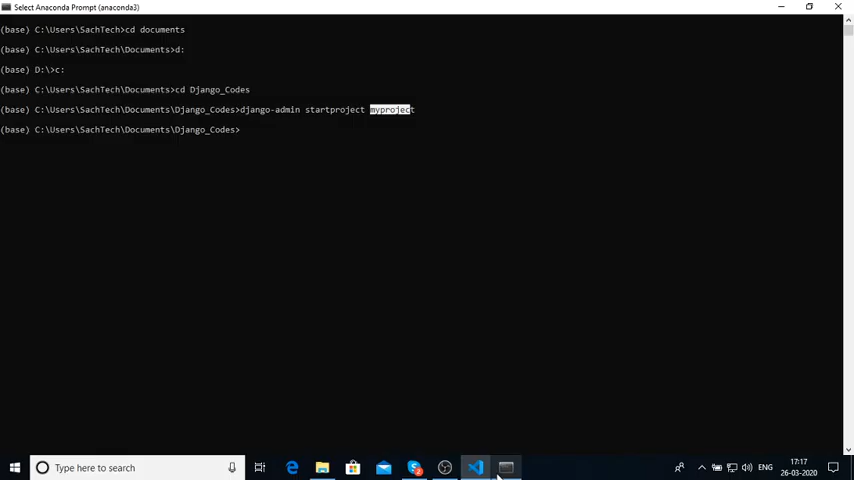 Select Anaconda Prompt (anaconda3)
(base) C:\Users\SachTech>cd documents
(base) C:\Users\SachTech\Documents>d:
(base) D:\>c:
(base) C:\Users\SachTech\Documents>cd Django_Codes
(base) C:\Users\SachTech\Documents\Django_Codes>django-admin startproject myproject
(base) C:\Users\SachTech\Documents\Django_Codes>
Type here to search
ENG
17:17
26-03-2020